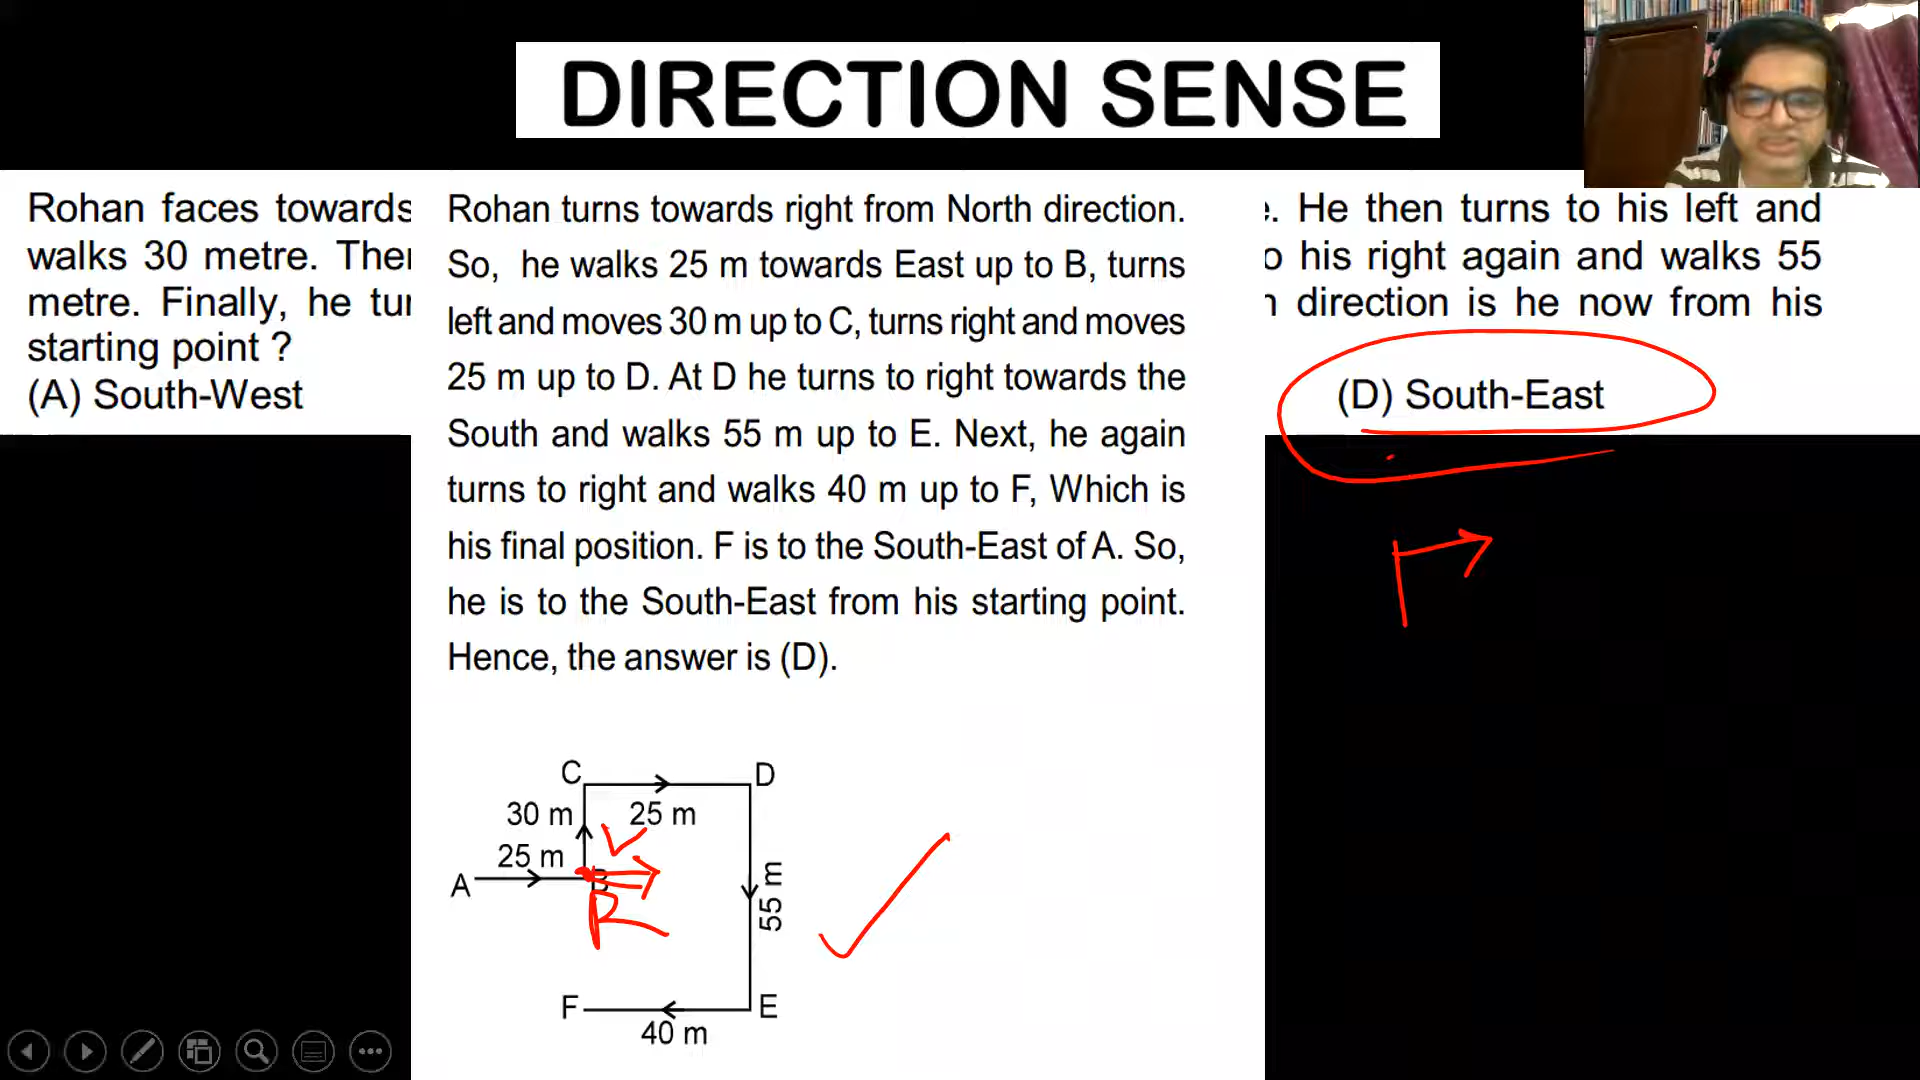 DIRECTION SENSE
Rohan faces towards
walks 30 metre. Ther
metre. Finally, he tur
starting point ?
(A) South-West
Rohan turns towards right from North direction.
So, he walks 25 m towards East up to B, turns
left and moves 30 m up to C, turns right and moves
25 m up to D. At D he turns to right towards the
South and walks 55 m up to E. Next, he again
turns to right and walks 40 m up to F, Which is
his final position. F is to the South-East of A. So,
he is to the South-East from his starting point.
Hence, the answer is (D).
. He then turns to his left and
o his right again and walks 55
direction is he now from his
(D) South-East
C
D
30 m
25 m
25 m
A
B
R
55 m
F
E
40 m